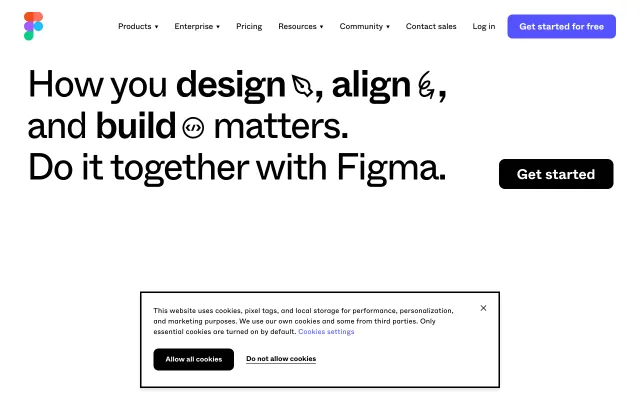 Products ▾ Enterprise ▾ Pricing Resources ▾ Community ▾ Contact sales Log in Get started for free
How you design, align,
and build matters.
Do it together with Figma.
Get started
This website uses cookies, pixel tags, and local storage for performance, personalization,
and marketing purposes. We use our own cookies and some from third parties. Only
essential cookies are turned on by default. Cookies settings
Allow all cookies Do not allow cookies